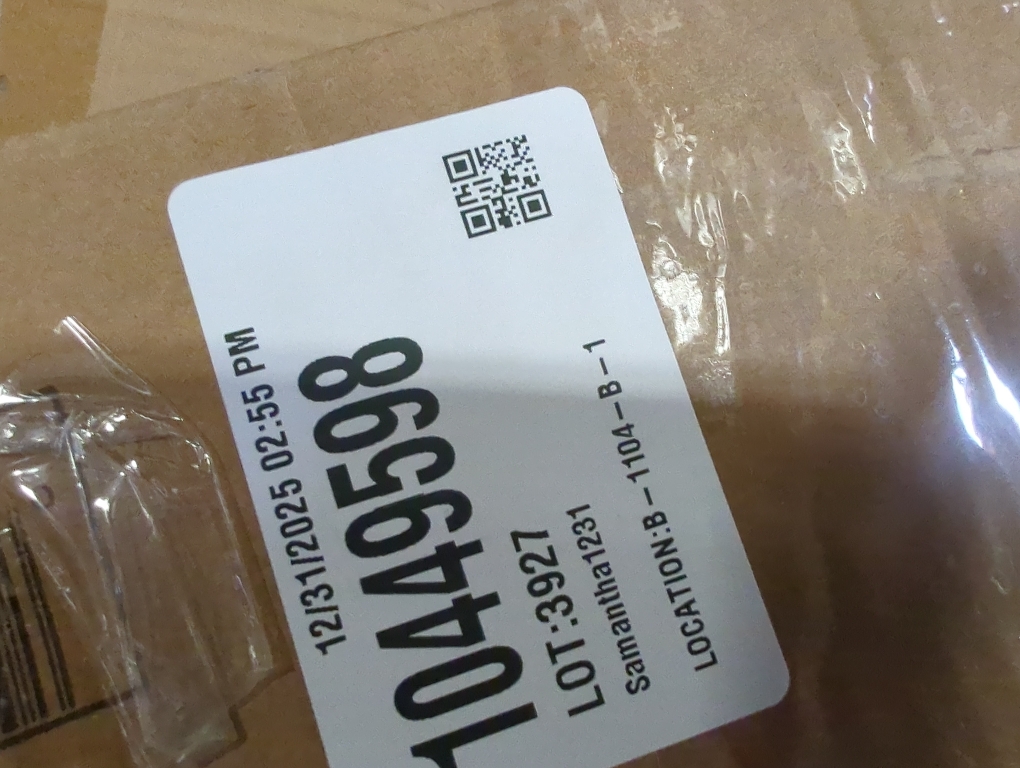 12/31/2025 02:55 PM
10449598
LOT:3927
Samantha1231
LOCATION:B-1104-B-1